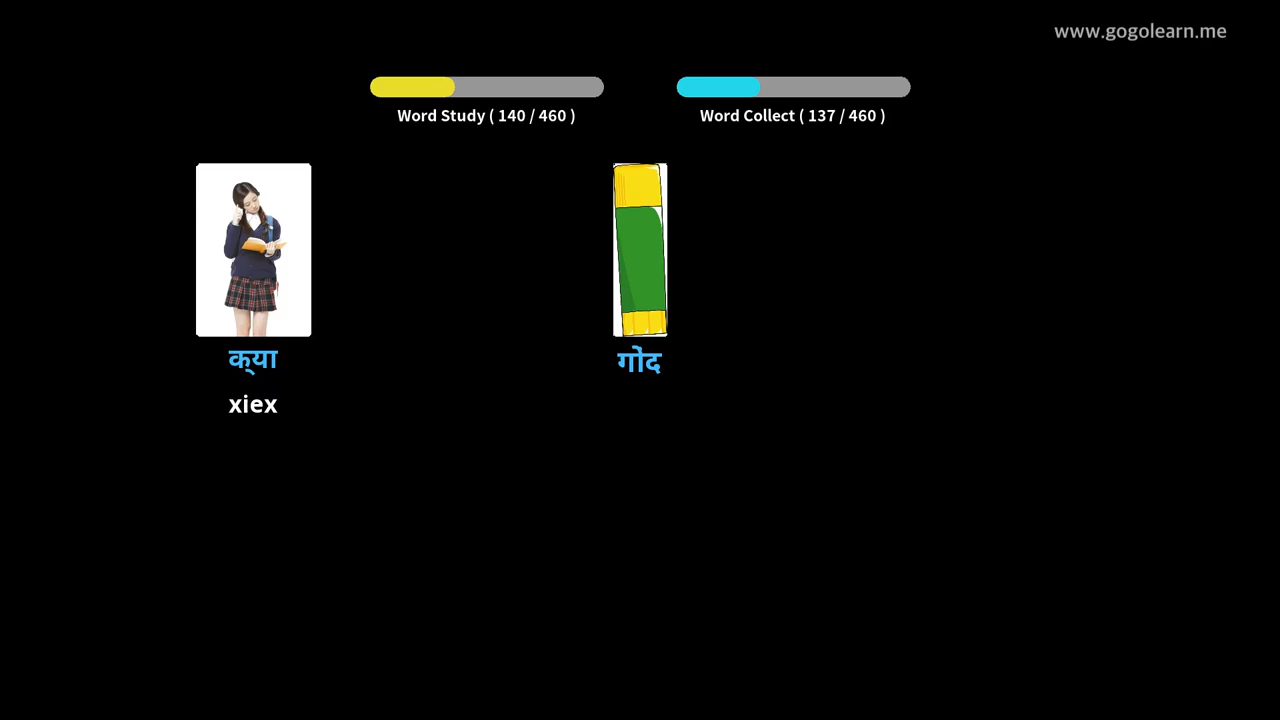 www.gogolearn.me
Word Study ( 140 / 460 )
Word Collect ( 137 / 460 )
क्या
गोंद
xiex